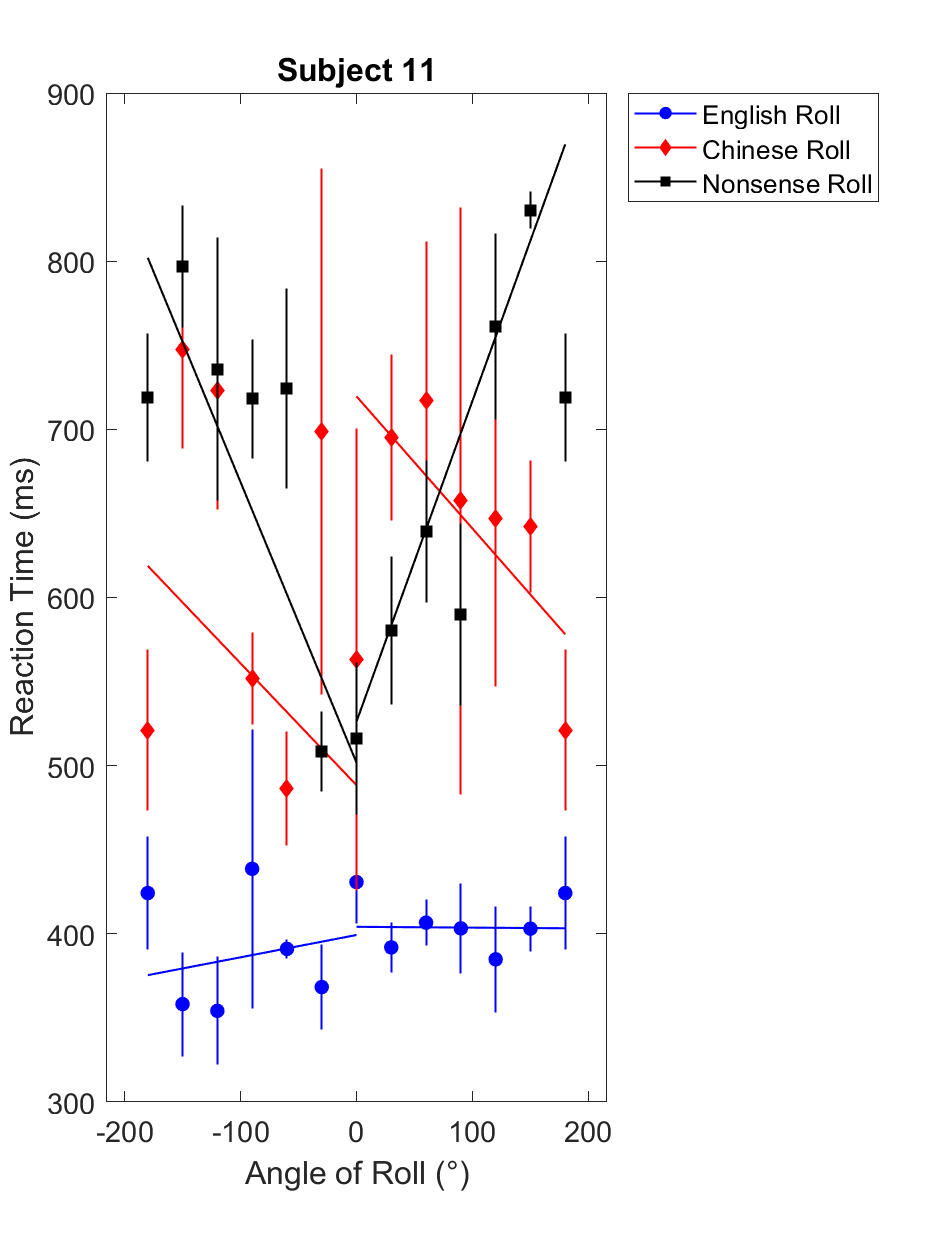 Subject 11
900
800
700
600
500
400
300
Reaction Time (ms)
-200 -100 0 100 200
Angle of Roll (°)
English Roll
Chinese Roll
Nonsense Roll